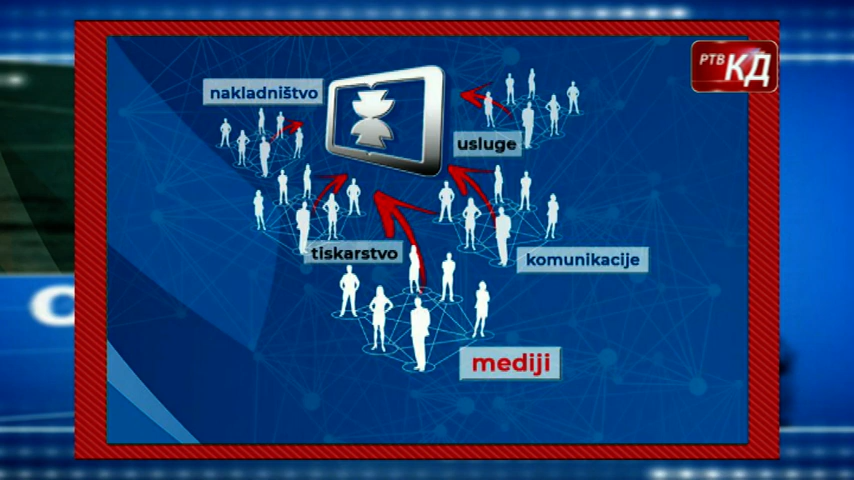 РТВ КД
nakladništvo
usluge
tiskarstvo
komunikacije
mediji